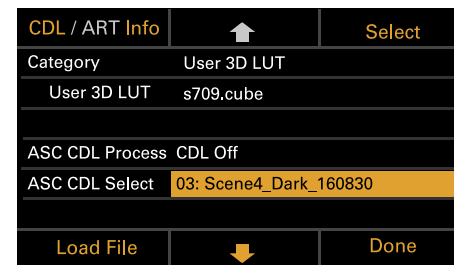 CDL / ART Info Select
Category User 3D LUT
User 3D LUT s709.cube
ASC CDL Process CDL Off
ASC CDL Select 03: Scene4_Dark_160830
Load File Done